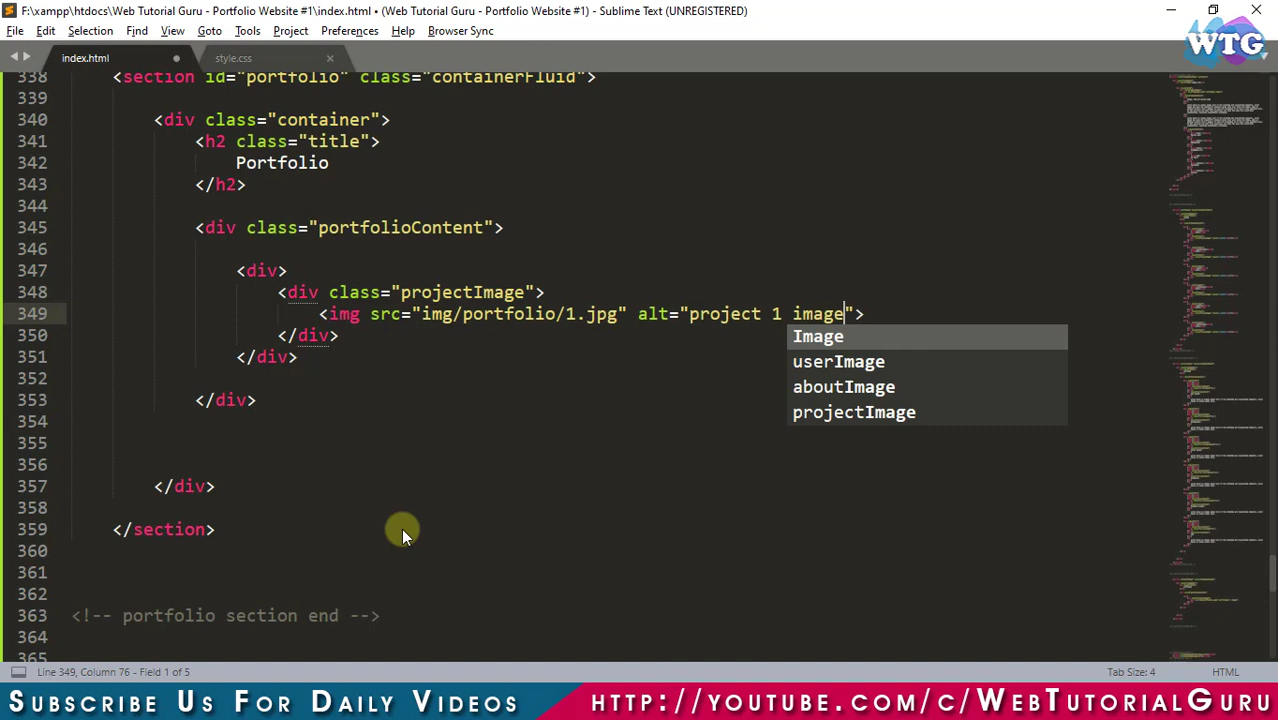 F:\xampp\htdocs\Web Tutorial Guru - Portfolio Website #1\index.html • (Web Tutorial Guru - Portfolio Website #1) - Sublime Text (UNREGISTERED)
File Edit Selection Find View Goto Tools Project Preferences Help Browser Sync
WTG
index.html style.css
338 <section id="portfolio" class="containerFluid">
339
340 <div class="container">
341 <h2 class="title">
342 Portfolio
343 </h2>
344
345 <div class="portfolioContent">
346
347 <div>
348 <div class="projectImage">
349 <img src="img/portfolio/1.jpg" alt="project 1 image">
350 </div>
351 </div>
352
353 </div>
354
355
356
357 </div>
358
359 </section>
360
361
362
363 <!-- portfolio section end -->
364
365
Image
userImage
aboutImage
projectImage
Line 349, Column 76 - Field 1 of 5 Tab Size: 4 HTML
Subscribe Us For Daily Videos http://youtube.com/c/WebTutorialGuru